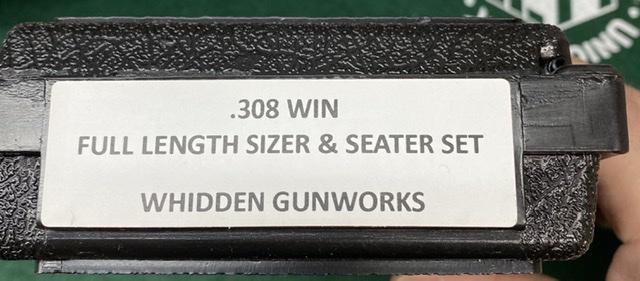 .308 WIN
FULL LENGTH SIZER & SEATER SET
WHIDDEN GUNWORKS